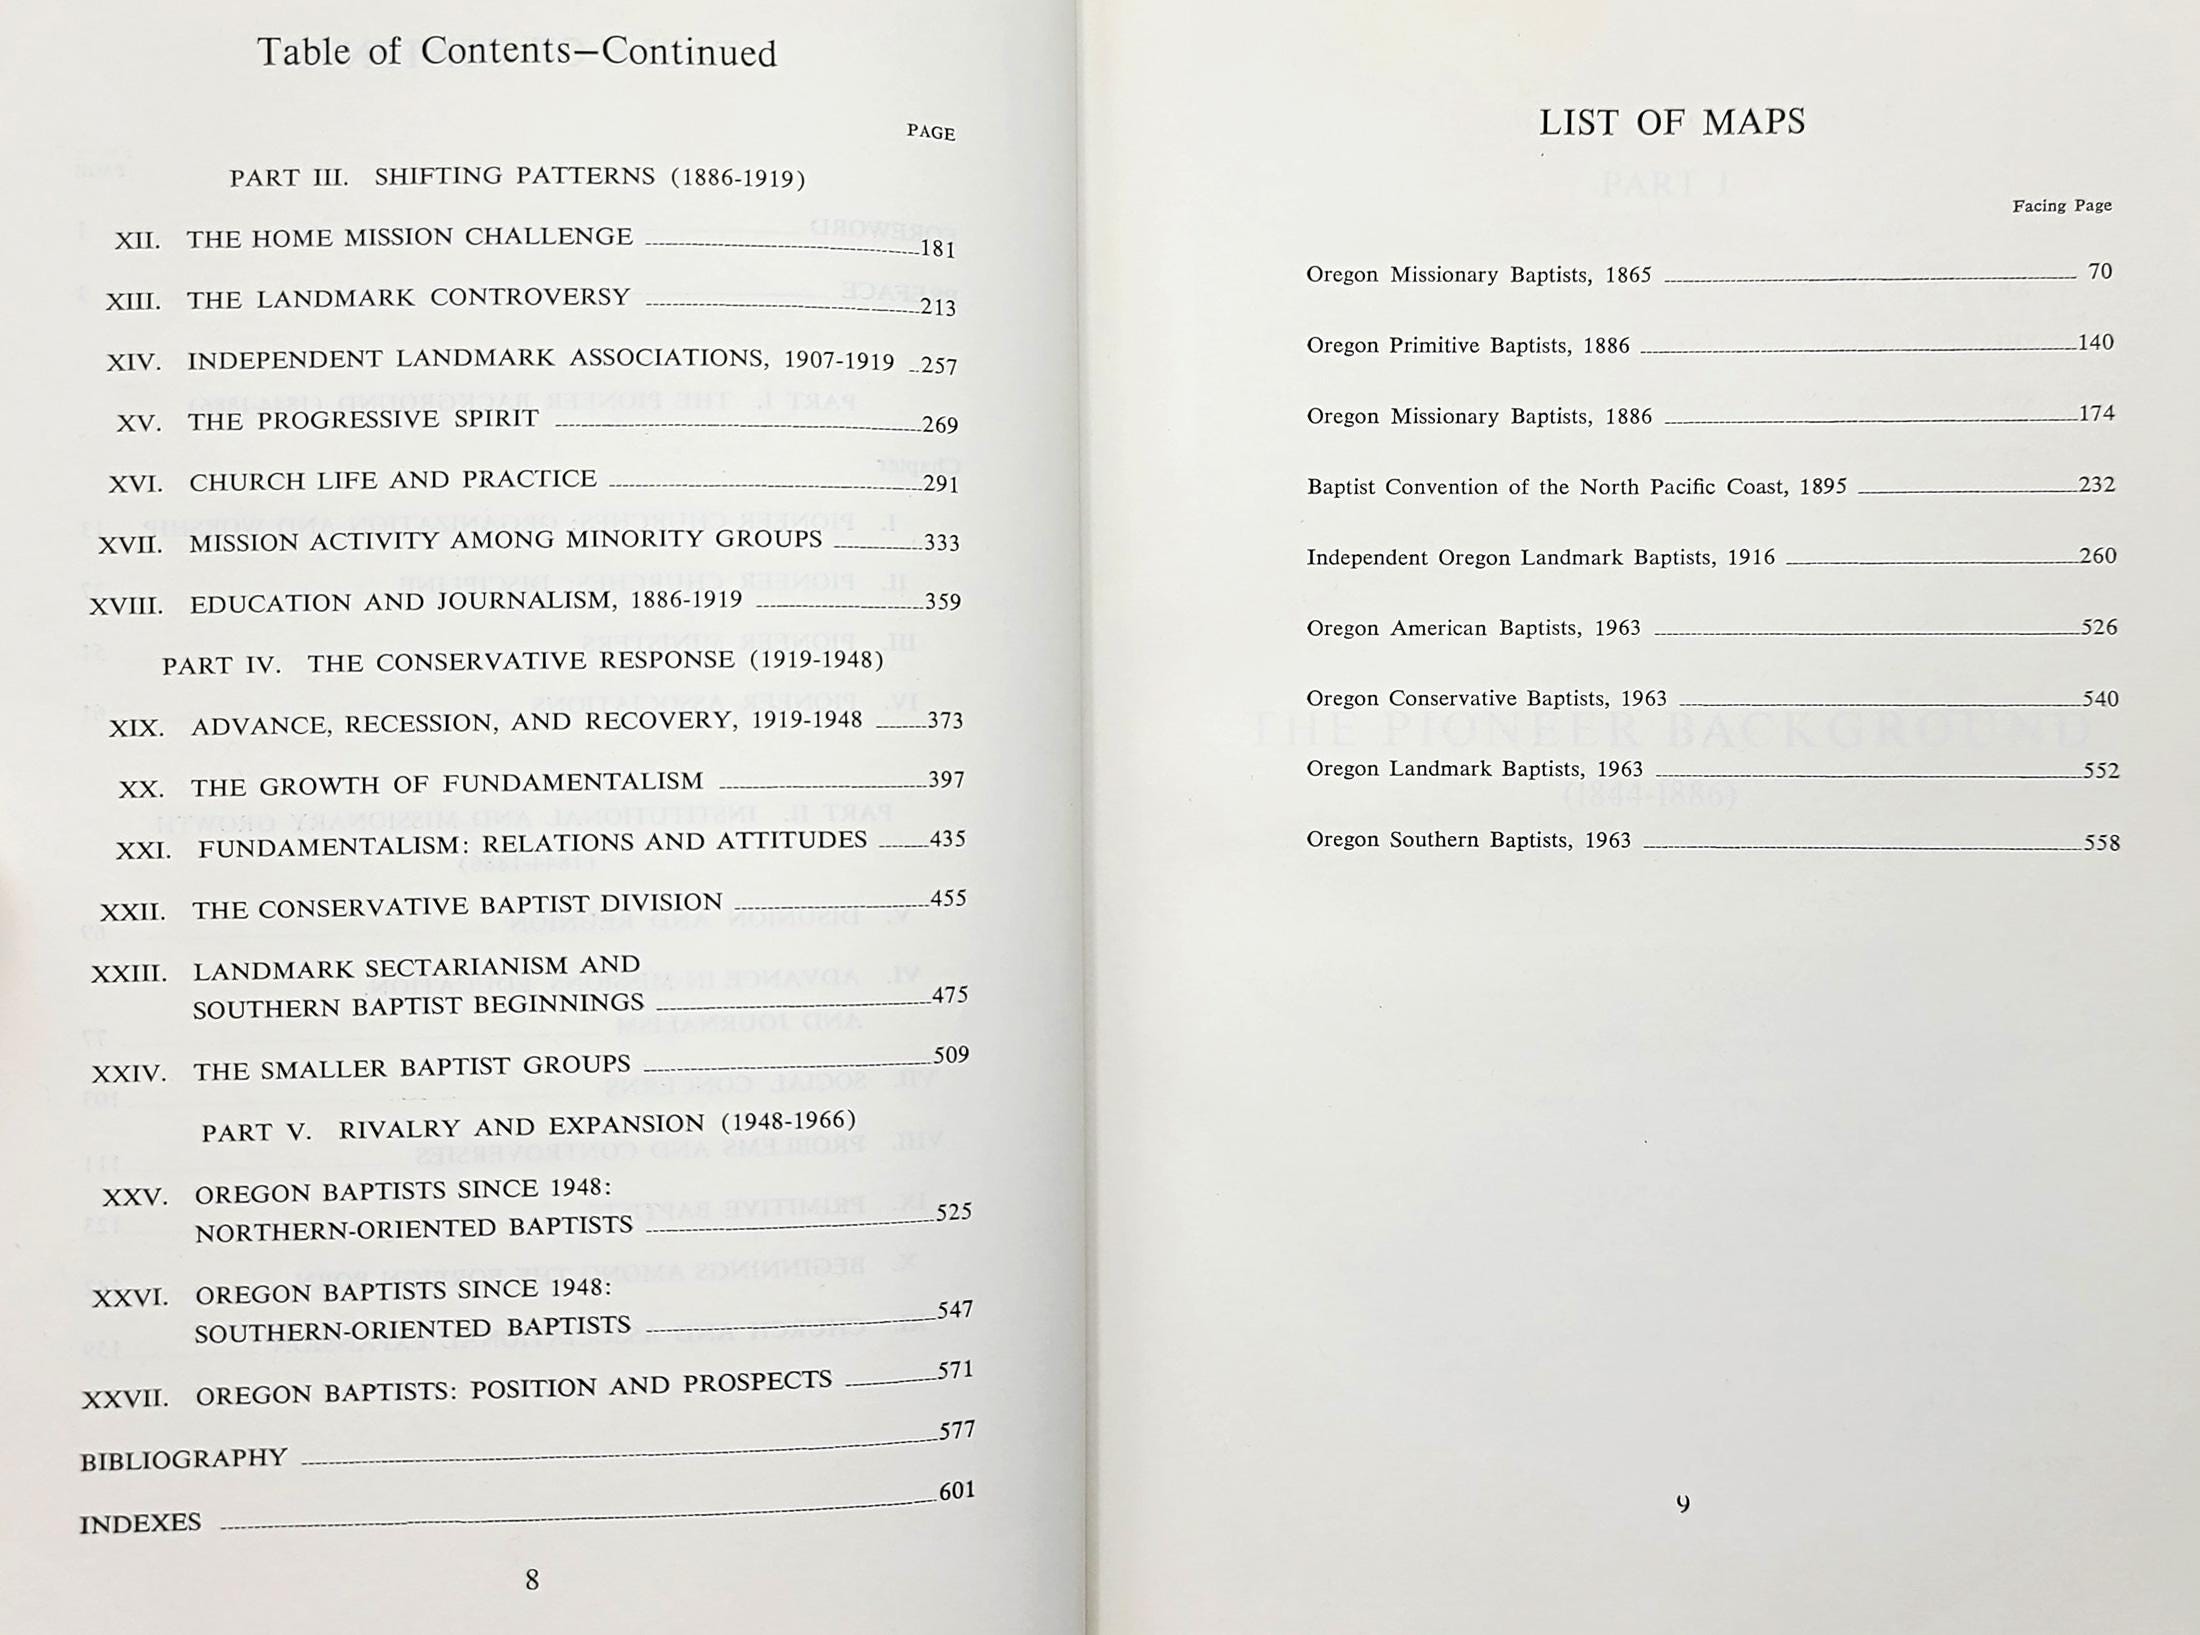 Table of Contents—Continued
PAGE
PART III. SHIFTING PATTERNS (1886-1919)
XII. THE HOME MISSION CHALLENGE 181
XIII. THE LANDMARK CONTROVERSY 213
XIV. INDEPENDENT LANDMARK ASSOCIATIONS, 1907-1919 257
XV. THE PROGRESSIVE SPIRIT 269
XVI. CHURCH LIFE AND PRACTICE 291
XVII. MISSION ACTIVITY AMONG MINORITY GROUPS 333
XVIII. EDUCATION AND JOURNALISM, 1886-1919 359
PART IV. THE CONSERVATIVE RESPONSE (1919-1948)
XIX. ADVANCE, RECESSION, AND RECOVERY, 1919-1948 373
XX. THE GROWTH OF FUNDAMENTALISM 397
XXI. FUNDAMENTALISM: RELATIONS AND ATTITUDES 435
XXII. THE CONSERVATIVE BAPTIST DIVISION 455
XXIII. LANDMARK SECTARIANISM AND
SOUTHERN BAPTIST BEGINNINGS 475
XXIV. THE SMALLER BAPTIST GROUPS 509
PART V. RIVALRY AND EXPANSION (1948-1966)
XXV. OREGON BAPTISTS SINCE 1948:
NORTHERN-ORIENTED BAPTISTS 525
XXVI. OREGON BAPTISTS SINCE 1948:
SOUTHERN-ORIENTED BAPTISTS 547
XXVII. OREGON BAPTISTS: POSITION AND PROSPECTS 571
BIBLIOGRAPHY 577
INDEXES 601
8
LIST OF MAPS
Facing Page
Oregon Missionary Baptists, 1865 70
Oregon Primitive Baptists, 1886 140
Oregon Missionary Baptists, 1886 174
Baptist Convention of the North Pacific Coast, 1895 232
Independent Oregon Landmark Baptists, 1916 260
Oregon American Baptists, 1963 526
Oregon Conservative Baptists, 1963 540
Oregon Landmark Baptists, 1963 552
Oregon Southern Baptists, 1963 558
9